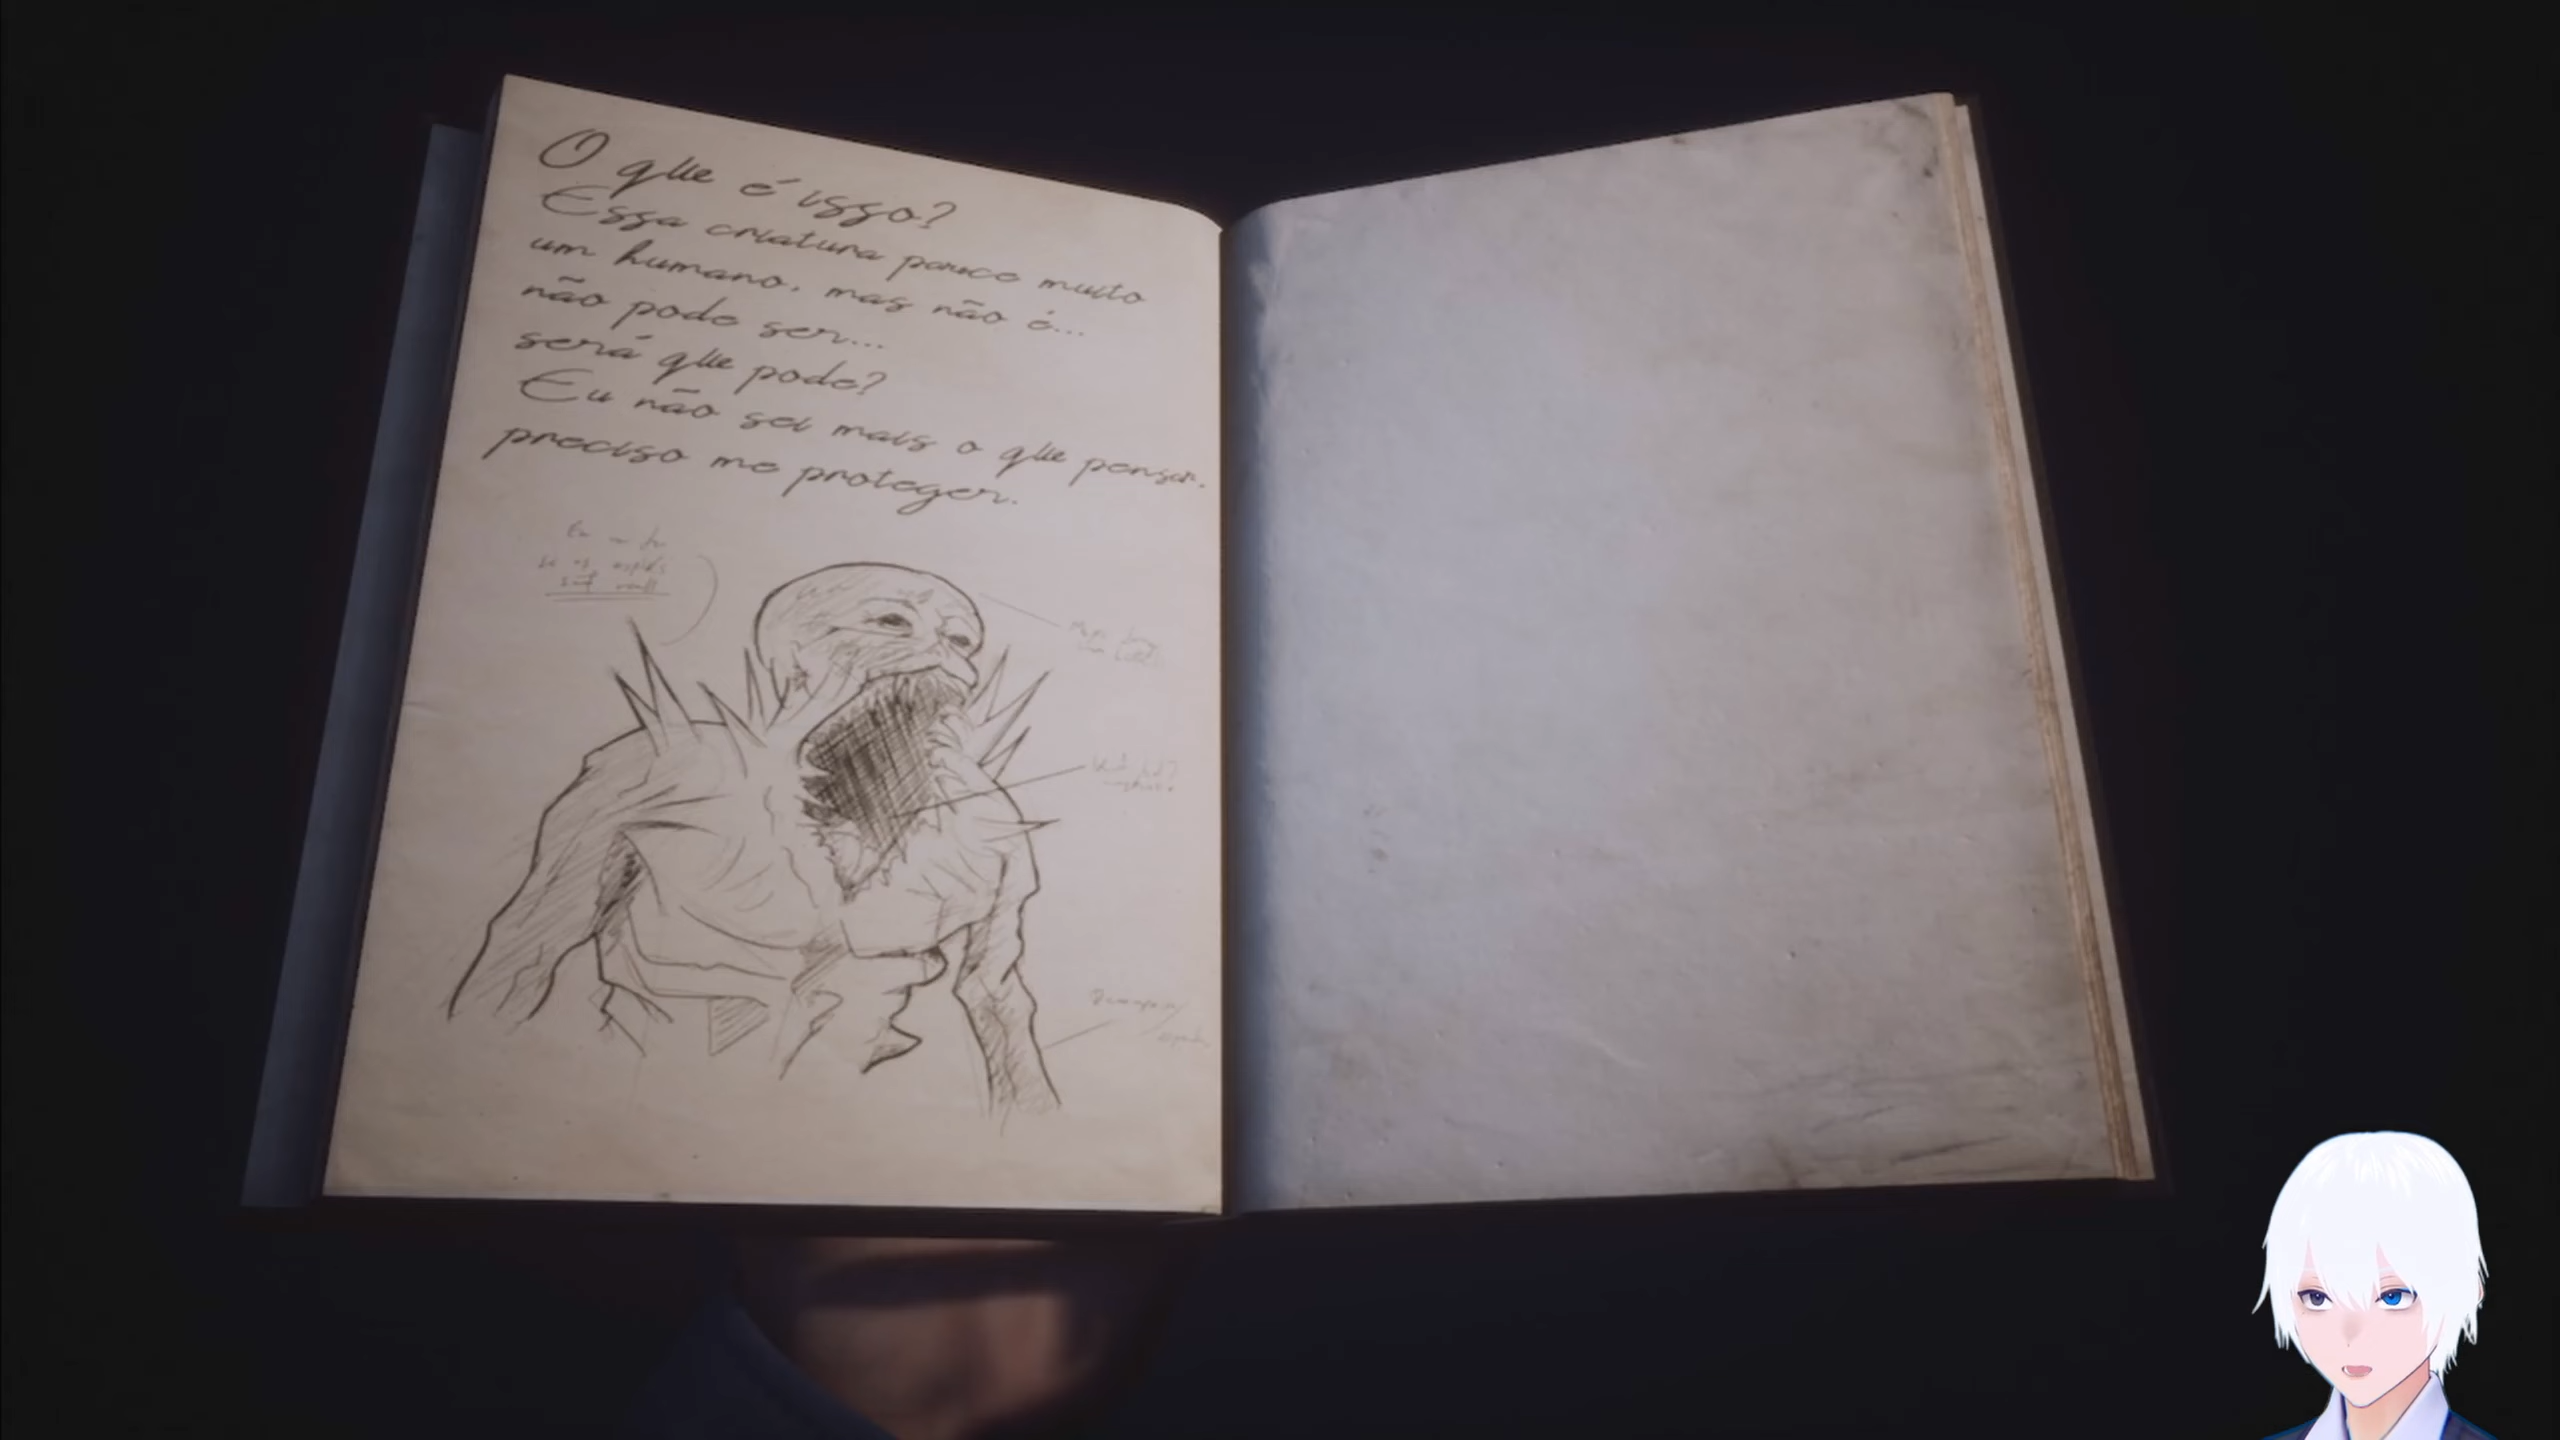 O que é isso?
Essa criatura parece muito
um humano, mas não é...
não pode ser...
será que pode?
Eu não sei mais o que pensar.
preciso me proteger.